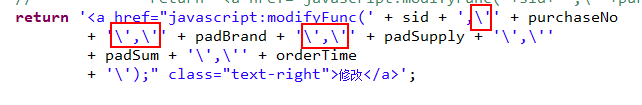 return '<a href="javascript:modifyFunc(' + sid + ',\'' + purchaseNo
+ '\',\'' + padBrand + '\',\'' + padSupply + '\',\''
+ padSum + '\',\'' + orderTime
+ '\');" class="text-right">修改</a>';